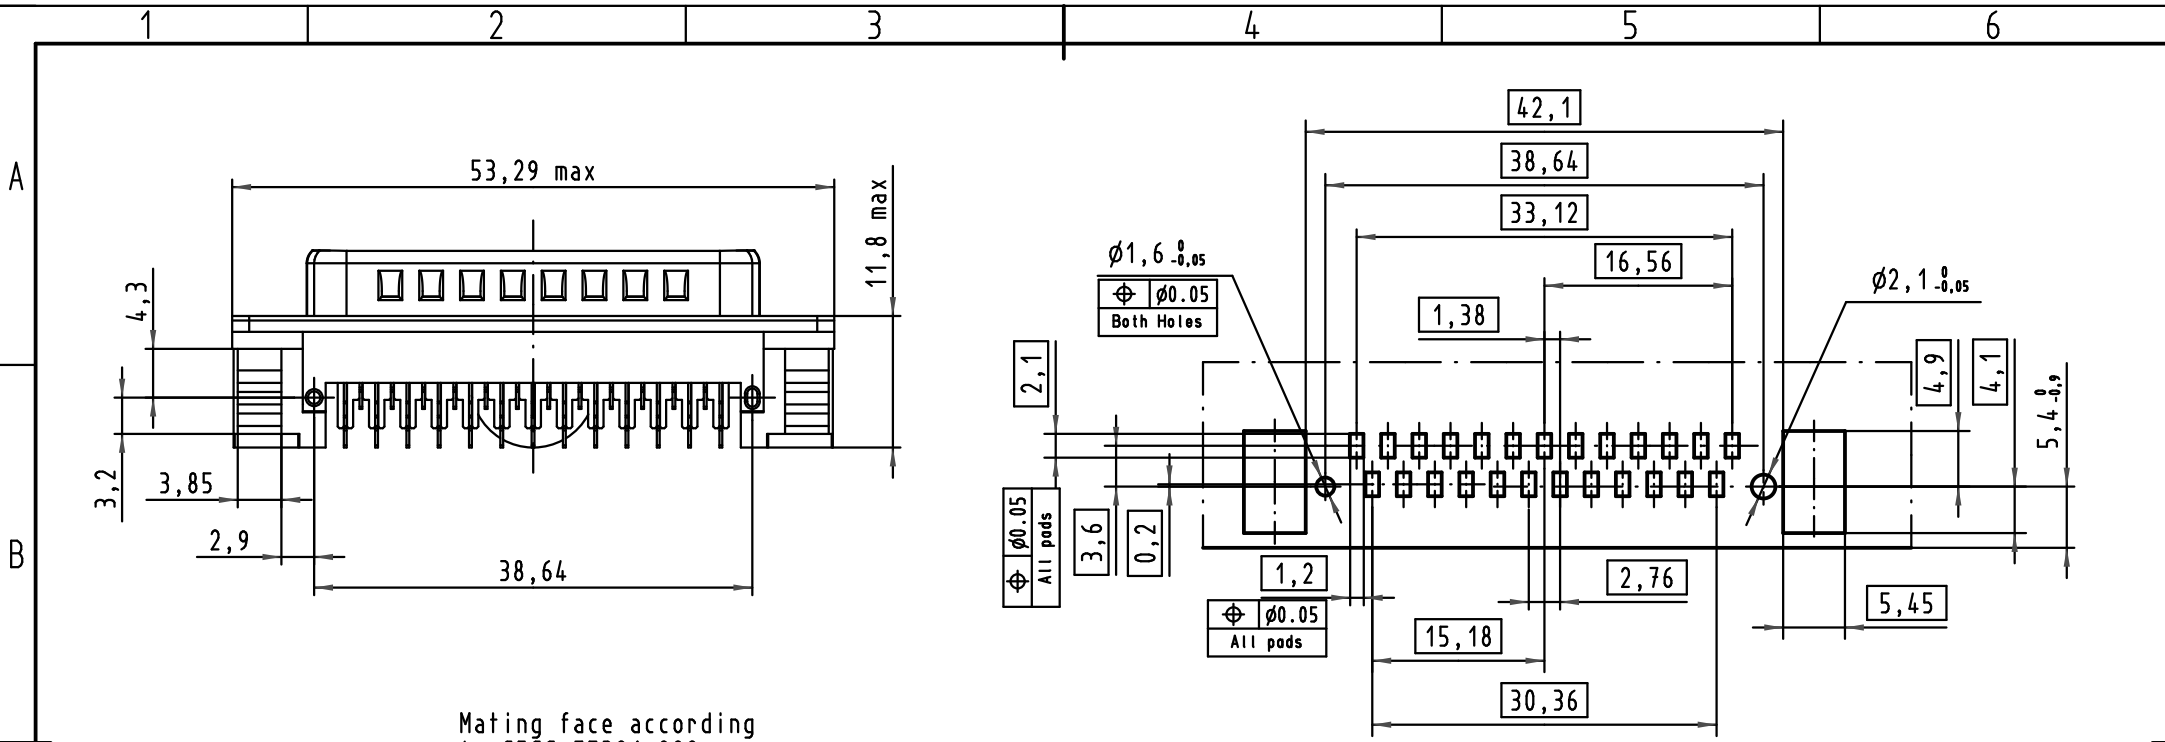 1 2 3 4 5 6
A
B
53,29 max
11,8 max
4,3
3,2
3,85
2,9
38,64
Mating face according
42,1
38,64
33,12
16,56
1,38
Ø1,6 0 -0,05
⌖ Ø0.05
Both Holes
Ø2,1 0 -0,05
2,1
4,9
4,1
5,4 0 -0,9
⌖ Ø0.05
All pads
3,6
0,2
1,2
⌖ Ø0.05
All pads
2,76
5,45
15,18
30,36